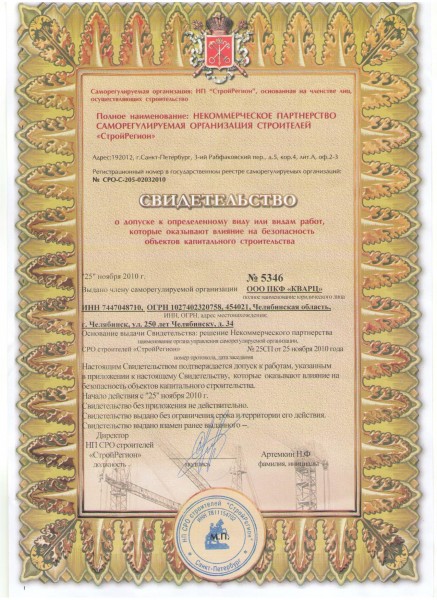 Саморегулируемая организация: НП "СтройРегион", основанная на членстве лиц,
осуществляющих строительство
Полное наименование: НЕКОММЕРЧЕСКОЕ ПАРТНЕРСТВО
САМОРЕГУЛИРУЕМАЯ ОРГАНИЗАЦИЯ СТРОИТЕЛЕЙ
«СтройРегион»
Адрес:192012, г.Санкт-Петербург, 3-ий Рабфаковский пер., д.5, кор.4, лит.А, оф.2-3
Регистрационный номер в государственном реестре саморегулируемых организаций:
№ СРО-С-205-02032010
СВИДЕТЕЛЬСТВО
о допуске к определенному виду или видам работ,
которые оказывают влияние на безопасность
объектов капитального строительства
"25" ноября 2010 г.
№ 5346
Выдано члену саморегулируемой организации ООО ПКФ «КВАРЦ»
полное наименование юридического лица
ИНН 7447048710, ОГРН 1027402320758, 454021, Челябинская область,
ИНН, ОГРН, адрес местонахождения,
г. Челябинск, ул. 250 лет Челябинску, д. 34
Основание выдачи Свидетельства: решение Некоммерческого партнерства
наименование органа управления саморегулируемой организации,
СРО строителей «СтройРегион» №25СП от 25 ноября 2010 года
номер протокола, дата заседания
Настоящим Свидетельством подтверждается допуск к работам, указанным
в приложении к настоящему Свидетельству, которые оказывают влияние на
безопасность объектов капитального строительства.
Начало действия с "25" ноября 2010 г.
Свидетельство без приложения не действительно.
Свидетельство выдано без ограничения срока и территории его действия.
Свидетельство выдано взамен ранее выданного --.
Директор
НП СРО строителей
«СтройРегион» Артемкин Н.Ф
должность подпись фамилия, инициалы
НП СРО строителей "СтройРегион"
М.П.
Санкт-Петербург